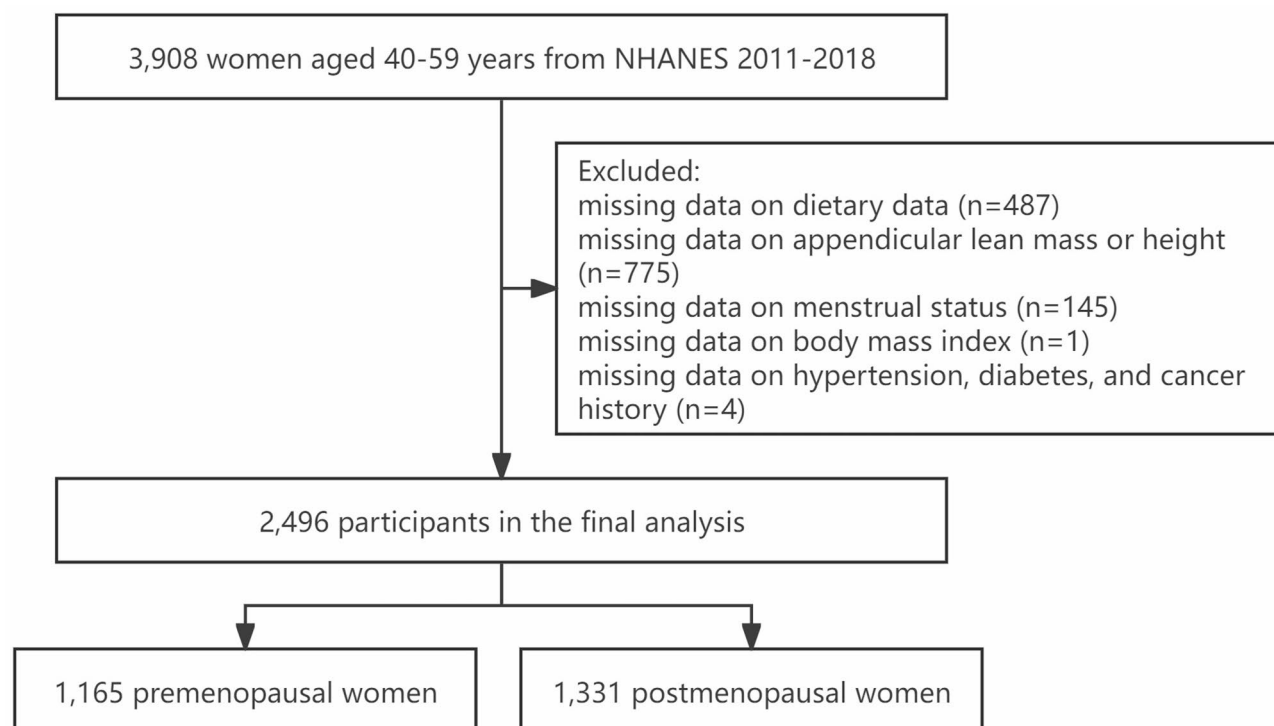 3,908 women aged 40-59 years from NHANES 2011-2018
Excluded:
missing data on dietary data (n=487)
missing data on appendicular lean mass or height
(n=775)
missing data on menstrual status (n=145)
missing data on body mass index (n=1)
missing data on hypertension, diabetes, and cancer
history (n=4)
2,496 participants in the final analysis
1,165 premenopausal women
1,331 postmenopausal women